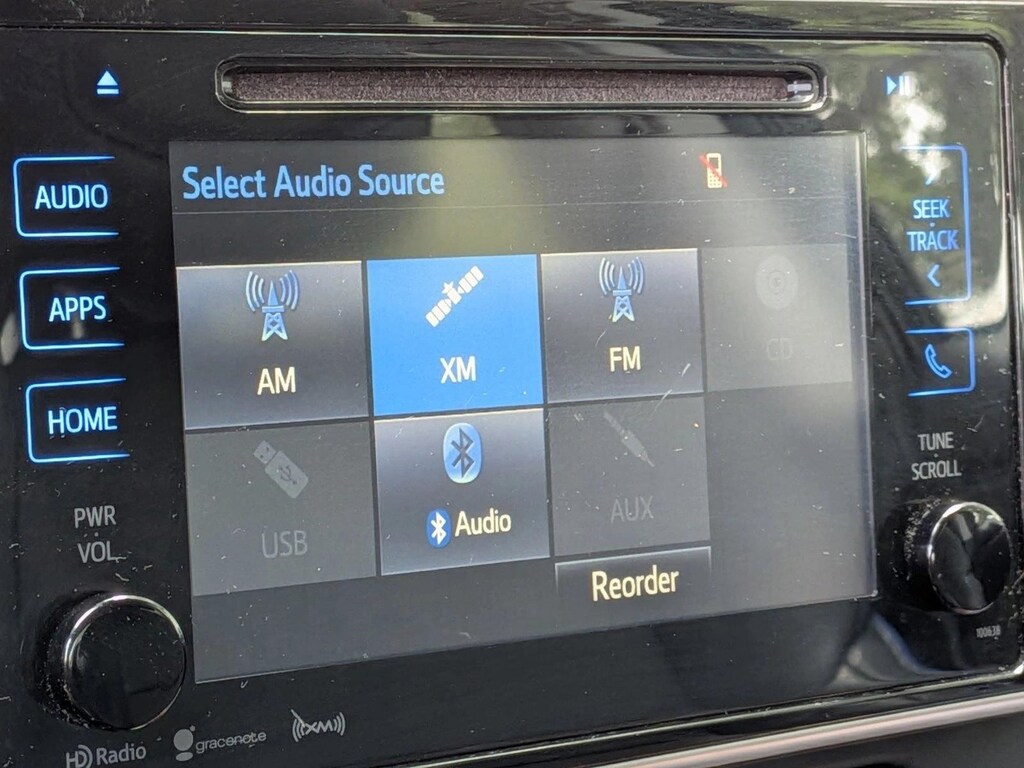 Select Audio Source
AUDIO
APPS
HOME
PWR
VOL
AM
XM
FM
CD
USB
Audio
AUX
Reorder
SEEK
TRACK
TUNE
SCROLL
100638
HD Radio
gracenote
XM